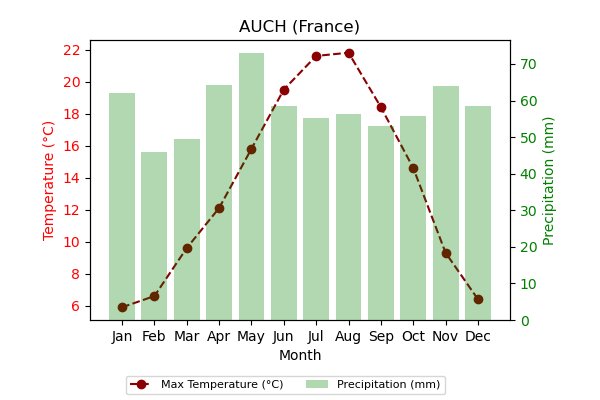 AUCH (France)
22
20
18
16
14
12
10
8
6
Temperature (°C)
70
60
50
40
30
20
10
0
Precipitation (mm)
Jan Feb Mar Apr May Jun Jul Aug Sep Oct Nov Dec
Month
Max Temperature (°C) Precipitation (mm)